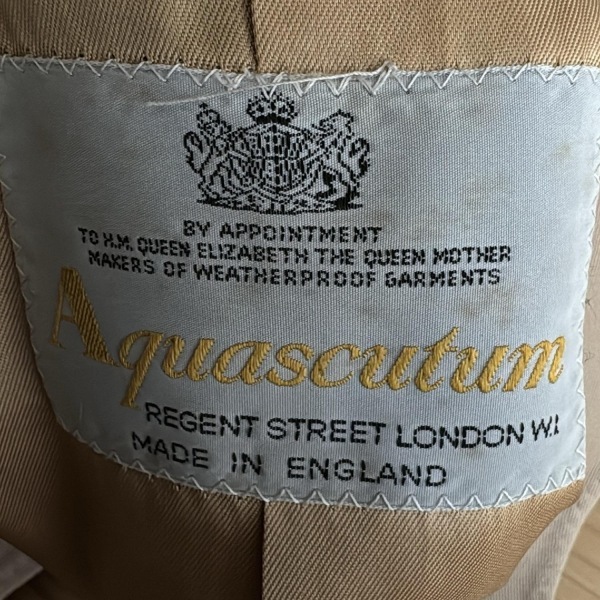 BY APPOINTMENT
TO H.M. QUEEN ELIZABETH THE QUEEN MOTHER
MAKERS OF WEATHERPROOF GARMENTS
Aquascutum
REGENT STREET LONDON W.1
MADE IN ENGLAND